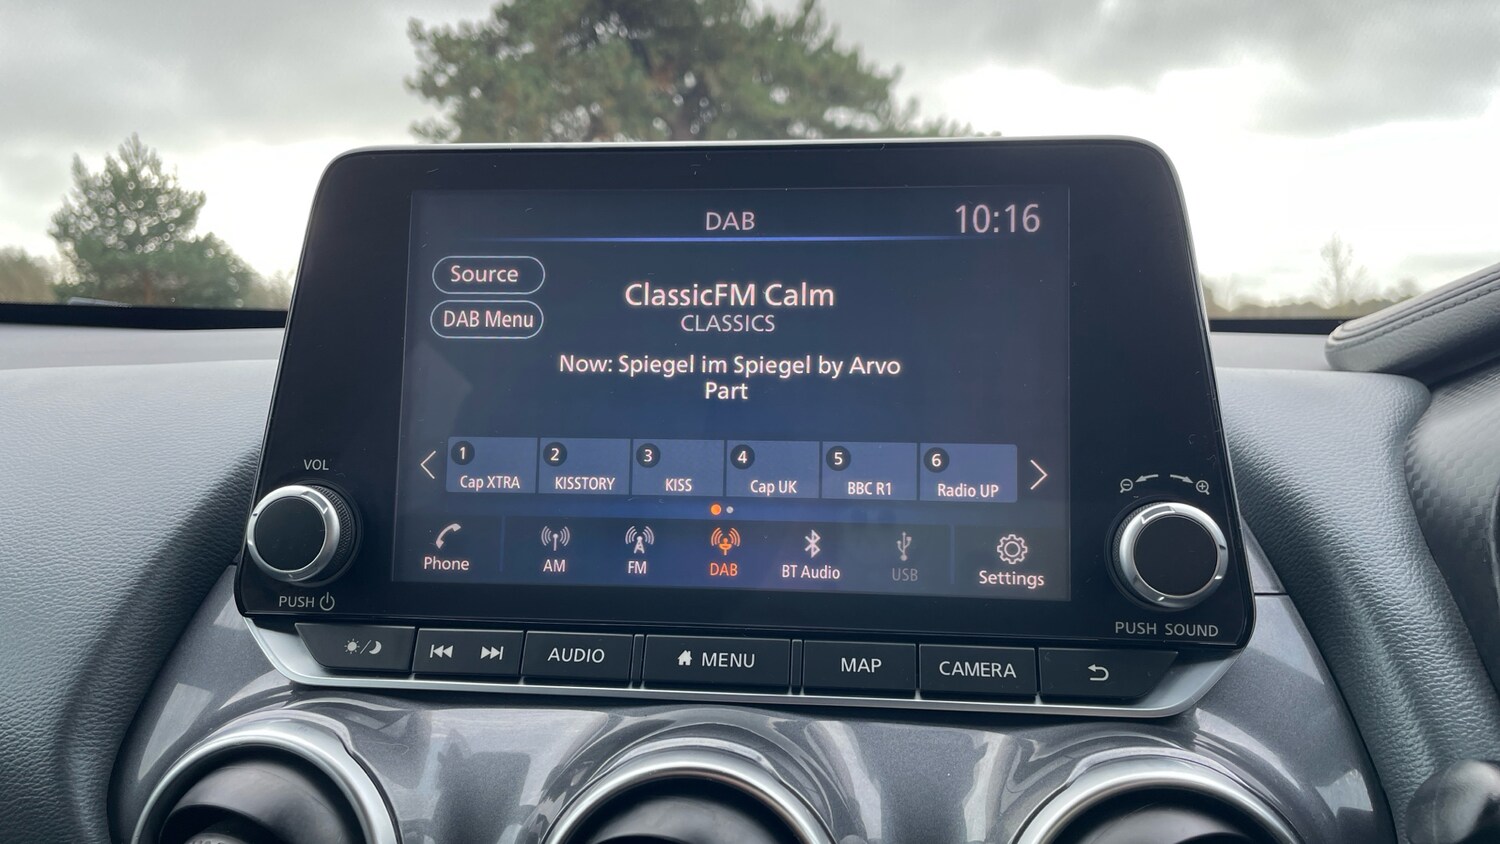 DAB
10:16
Source
ClassicFM Calm
DAB Menu
CLASSICS
Now: Spiegel im Spiegel by Arvo
Part
1
2
3
4
5
6
Cap XTRA
KISSTORY
KISS
Cap UK
BBC R1
Radio UP
VOL
Phone
AM
FM
DAB
BT Audio
USB
Settings
PUSH
PUSH SOUND
AUDIO
MENU
MAP
CAMERA